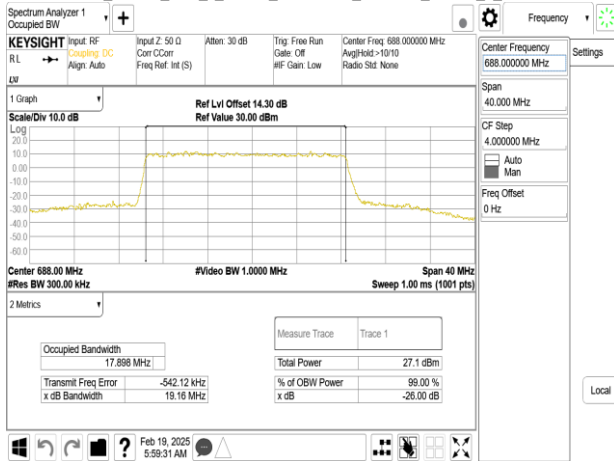 Spectrum Analyzer 1
Occupied BW
+
Frequency
Settings
KEYSIGHT
RL
LXI
Input: RF
Coupling: DC
Align: Auto
Input Z: 50 Ω
Corr CCorr
Freq Ref: Int (S)
Atten: 30 dB
Trig: Free Run
Gate: Off
#IF Gain: Low
Center Freq: 688.000000 MHz
Avg|Hold:>10/10
Radio Std: None
Center Frequency
688.000000 MHz
Span
40.000 MHz
CF Step
4.000000 MHz
Auto
Man
Freq Offset
0 Hz
Local
1 Graph
Scale/Div 10.0 dB
Ref Lvl Offset 14.30 dB
Ref Value 30.00 dBm
Log
20.0
10.0
0.00
-10.0
-20.0
-30.0
-40.0
-50.0
-60.0
Center 688.00 MHz
#Video BW 1.0000 MHz
Span 40 MHz
#Res BW 300.00 kHz
Sweep 1.00 ms (1001 pts)
2 Metrics
Measure Trace
Trace 1
Occupied Bandwidth
17.898 MHz
Total Power
27.1 dBm
Transmit Freq Error
-542.12 kHz
% of OBW Power
99.00 %
x dB Bandwidth
19.16 MHz
x dB
-26.00 dB
?
Feb 19, 2025
5:59:31 AM